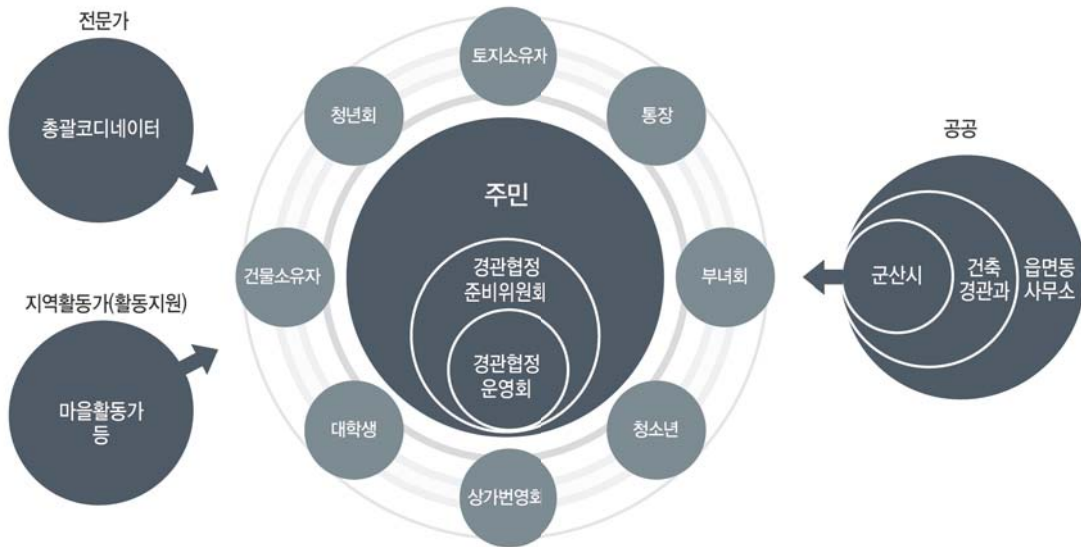 전문가
총괄코디네이터
지역활동가(활동지원)
마을활동가
등
토지소유자
청년회
통장
건물소유자
부녀회
대학생
청소년
상가번영회
주민
경관협정
준비위원회
경관협정
운영회
공공
군산시
건축
경관과
읍면동
사무소